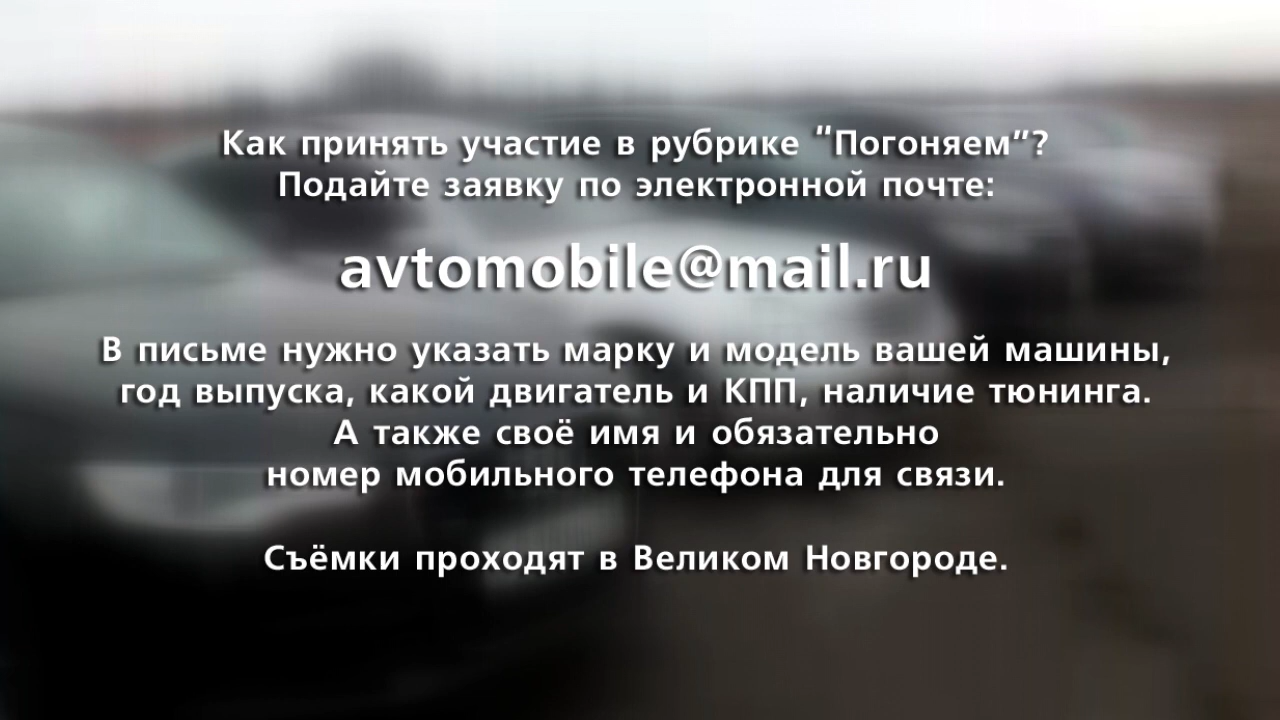 Как принять участие в рубрике "Погоняем"?
Подайте заявку по электронной почте:
avtomobile@mail.ru
В письме нужно указать марку и модель вашей машины,
год выпуска, какой двигатель и КПП, наличие тюнинга.
А также своё имя и обязательно
номер мобильного телефона для связи.
Съёмки проходят в Великом Новгороде.